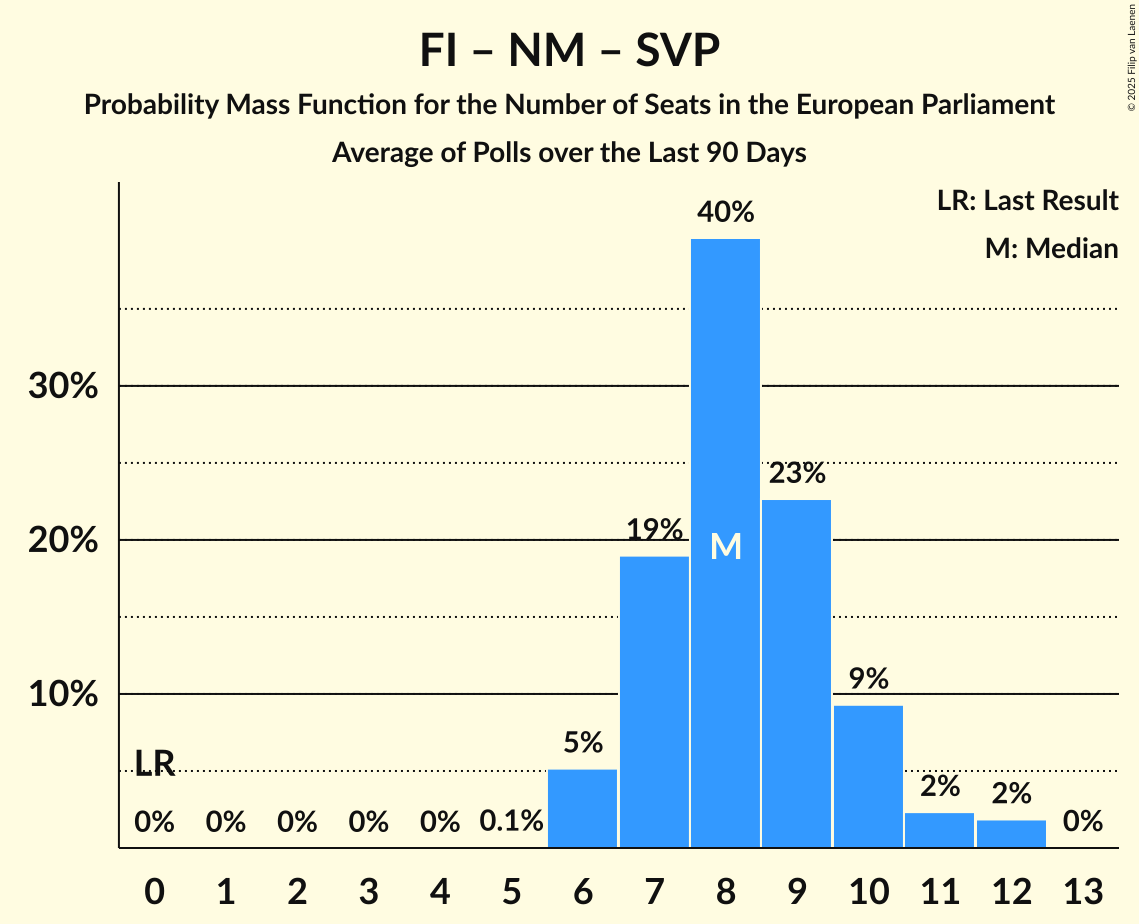 FI – NM – SVP
Probability Mass Function for the Number of Seats in the European Parliament
Average of Polls over the Last 90 Days
© 2025 Filip van Laenen
LR: Last Result
M: Median
40%
30%
23%
20%
19%
M
10%
9%
5%
LR
2%
2%
0%
0%
0%
0%
0%
0.1%
0%
0 1 2 3 4 5 6 7 8 9 10 11 12 13